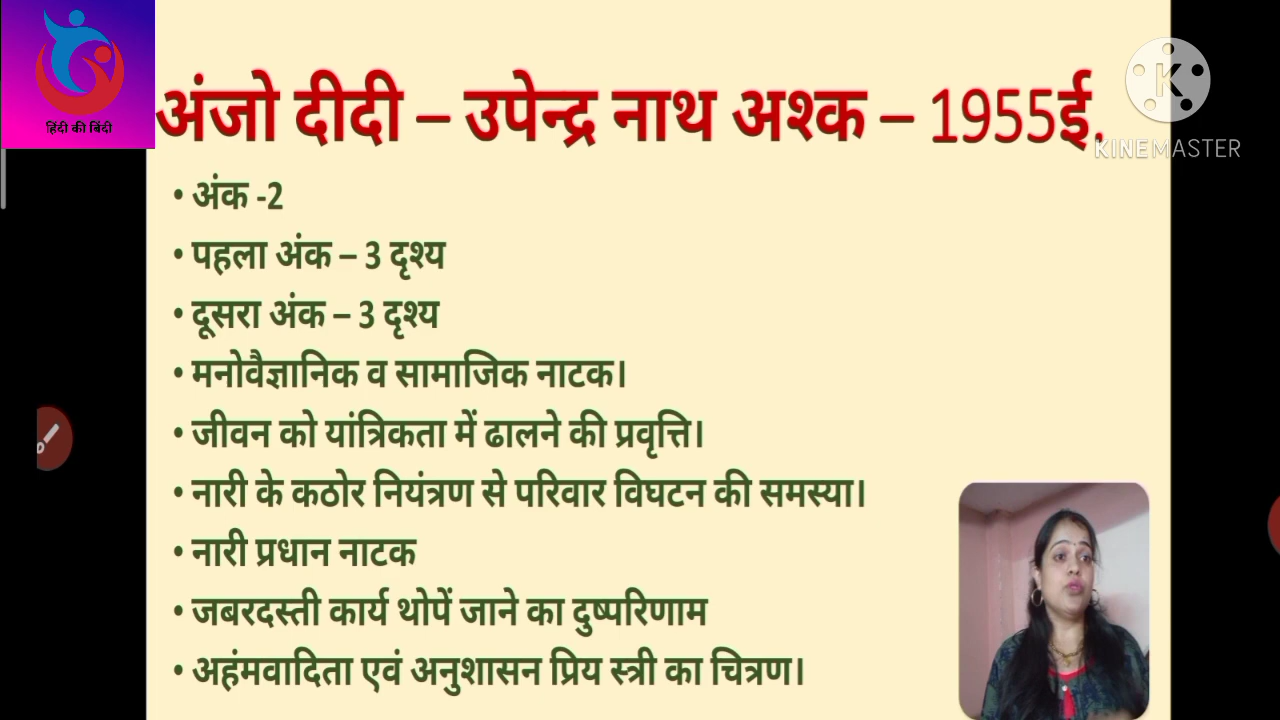 हिंदी की बिंदी
अंजो दीदी – उपेन्द्र नाथ अश्क – 1955ई.
K
KINEMASTER
• अंक -2
• पहला अंक – 3 दृश्य
• दूसरा अंक – 3 दृश्य
• मनोवैज्ञानिक व सामाजिक नाटक।
• जीवन को यांत्रिकता में ढालने की प्रवृत्ति।
• नारी के कठोर नियंत्रण से परिवार विघटन की समस्या।
• नारी प्रधान नाटक
• जबरदस्ती कार्य थोपें जाने का दुष्परिणाम
• अहंमवादिता एवं अनुशासन प्रिय स्त्री का चित्रण।